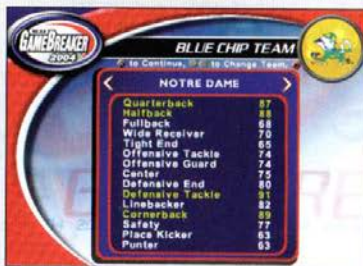 NCAA
GAMEBREAKER
2004
BLUE CHIP TEAM
to Continue, to Change Team,
NOTRE DAME
Quarterback 87
Halfback 88
Fullback 68
Wide Receiver 70
Tight End 65
Offensive Tackle 74
Offensive Guard 74
Center 75
Defensive End 80
Defensive Tackle 91
Linebacker 82
Cornerback 89
Safety 77
Place Kicker 63
Punter 63